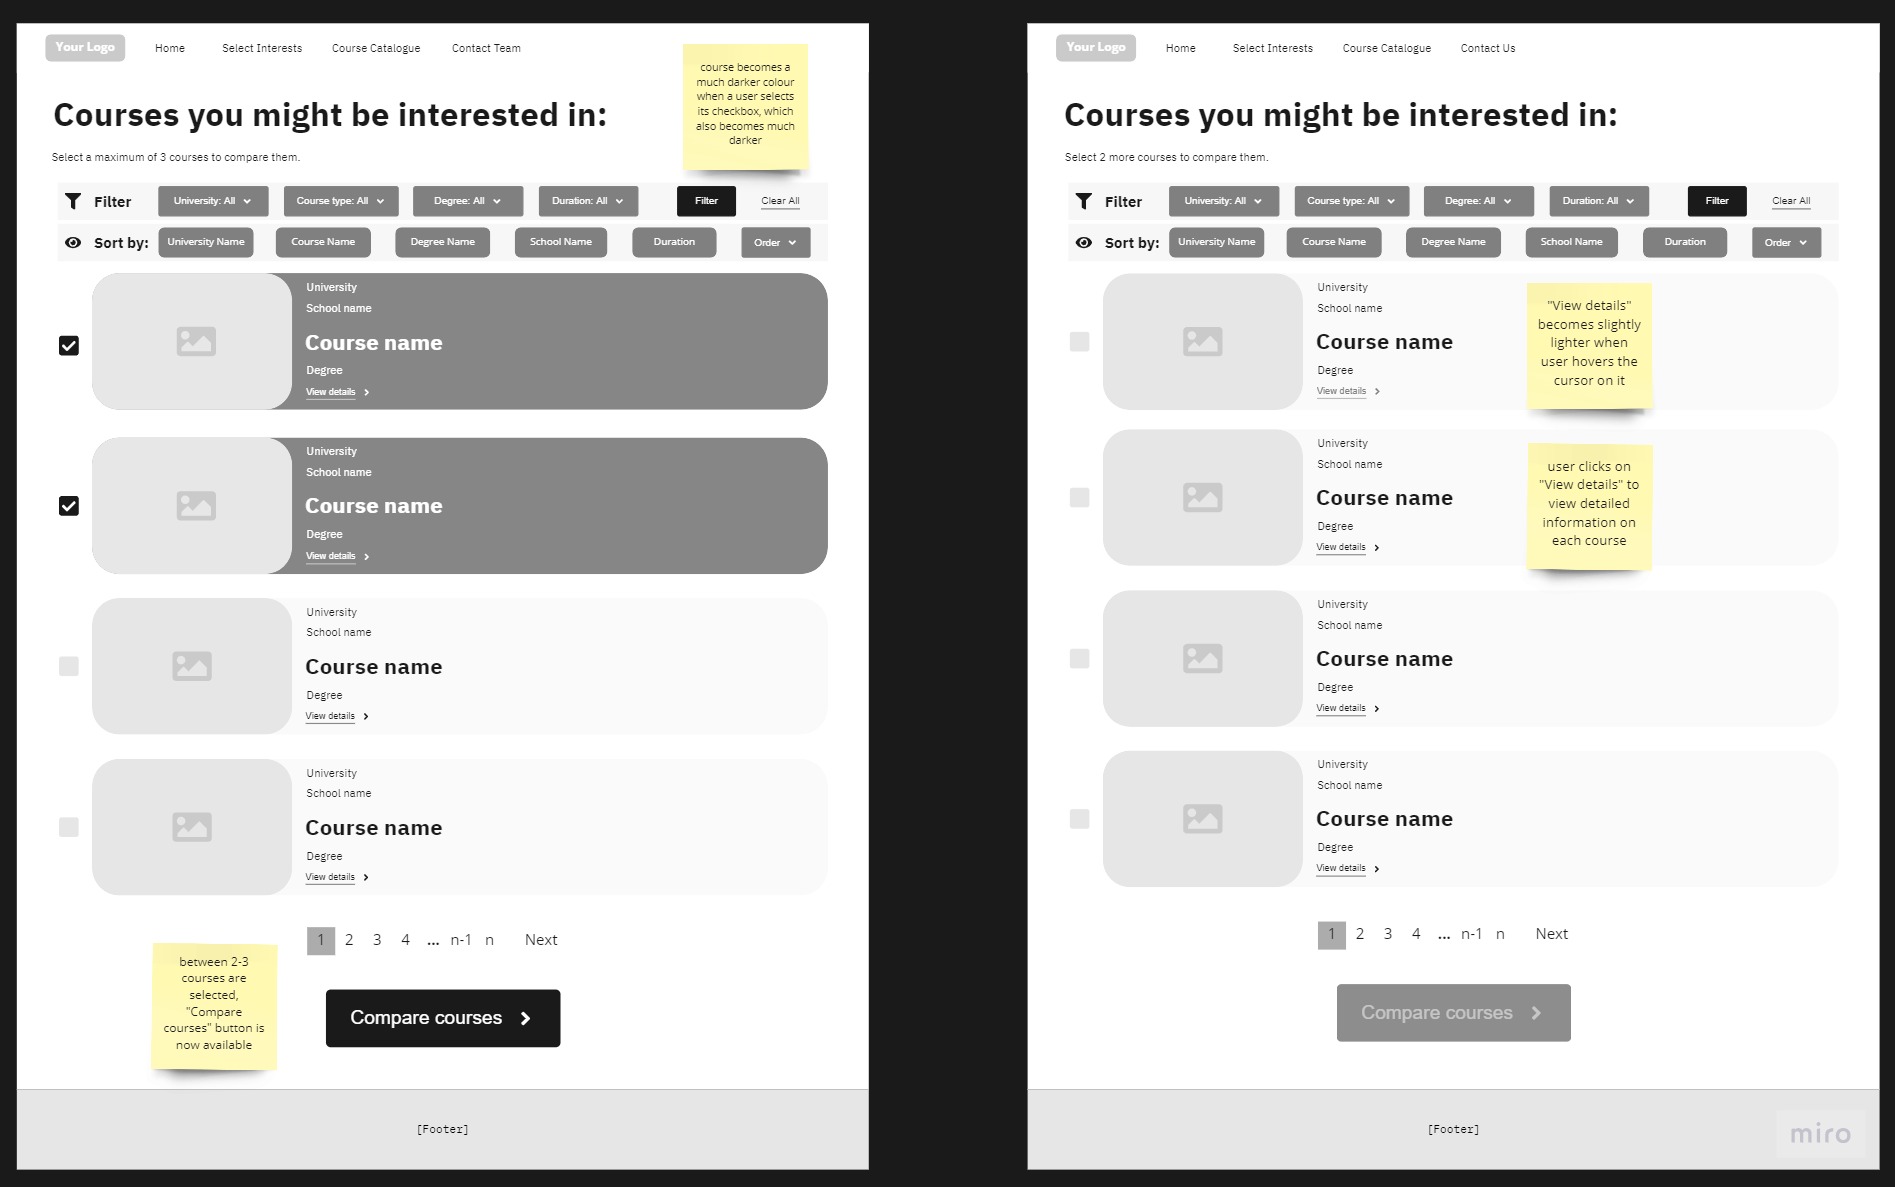 Your Logo
Home
Select Interests
Course Catalogue
Contact Team
course becomes a
much darker colour
when a user selects
its checkbox, which
also becomes much
darker
Courses you might be interested in:
Select a maximum of 3 courses to compare them.
Filter
University: All
Course type: All
Degree: All
Duration: All
Filter
Clear All
Sort by:
University Name
Course Name
Degree Name
School Name
Duration
Order
University
School name
Course name
Degree
View details
University
School name
Course name
Degree
View details
University
School name
Course name
Degree
View details
University
School name
Course name
Degree
View details
1 2 3 4 ... n-1 n Next
between 2-3
courses are
selected,
"Compare
courses" button is
now available
Compare courses
[Footer]
Your Logo
Home
Select Interests
Course Catalogue
Contact Us
Courses you might be interested in:
Select 2 more courses to compare them.
Filter
University: All
Course type: All
Degree: All
Duration: All
Filter
Clear All
Sort by:
University Name
Course Name
Degree Name
School Name
Duration
Order
University
School name
Course name
Degree
View details
"View details"
becomes slightly
lighter when
user hovers the
cursor on it
University
School name
Course name
Degree
View details
user clicks on
"View details" to
view detailed
information on
each course
University
School name
Course name
Degree
View details
University
School name
Course name
Degree
View details
1 2 3 4 ... n-1 n Next
Compare courses
[Footer]
miro